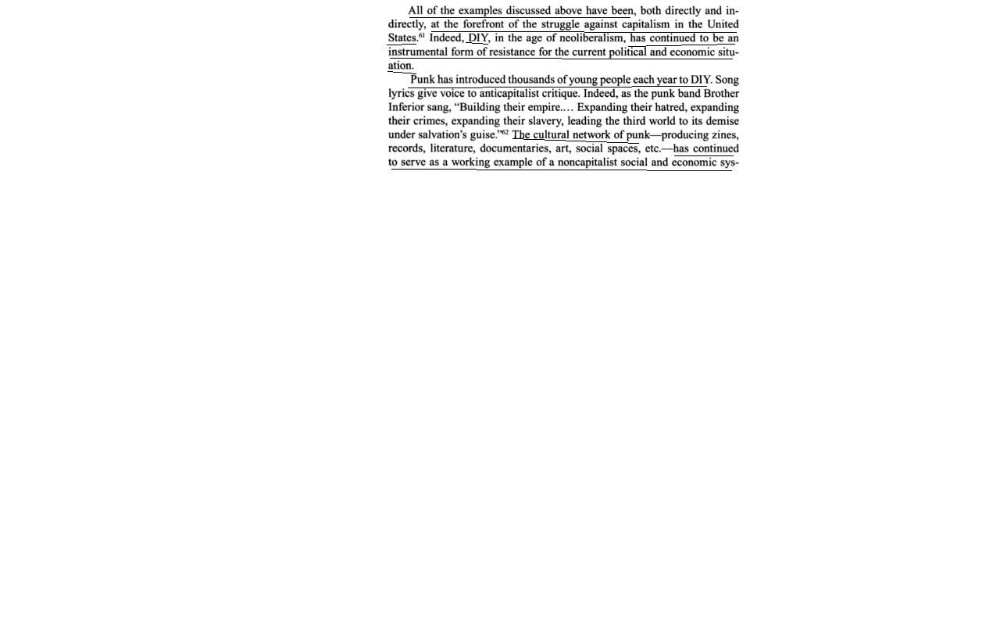 All of the examples discussed above have been, both directly and in-
directly, at the forefront of the struggle against capitalism in the United
States.⁶¹ Indeed, DIY, in the age of neoliberalism, has continued to be an
instrumental form of resistance for the current political and economic situ-
ation.
Punk has introduced thousands of young people each year to DIY. Song
lyrics give voice to anticapitalist critique. Indeed, as the punk band Brother
Inferior sang, “Building their empire.... Expanding their hatred, expanding
their crimes, expanding their slavery, leading the third world to its demise
under salvation’s guise.”⁶² The cultural network of punk—producing zines,
records, literature, documentaries, art, social spaces, etc.—has continued
to serve as a working example of a noncapitalist social and economic sys-